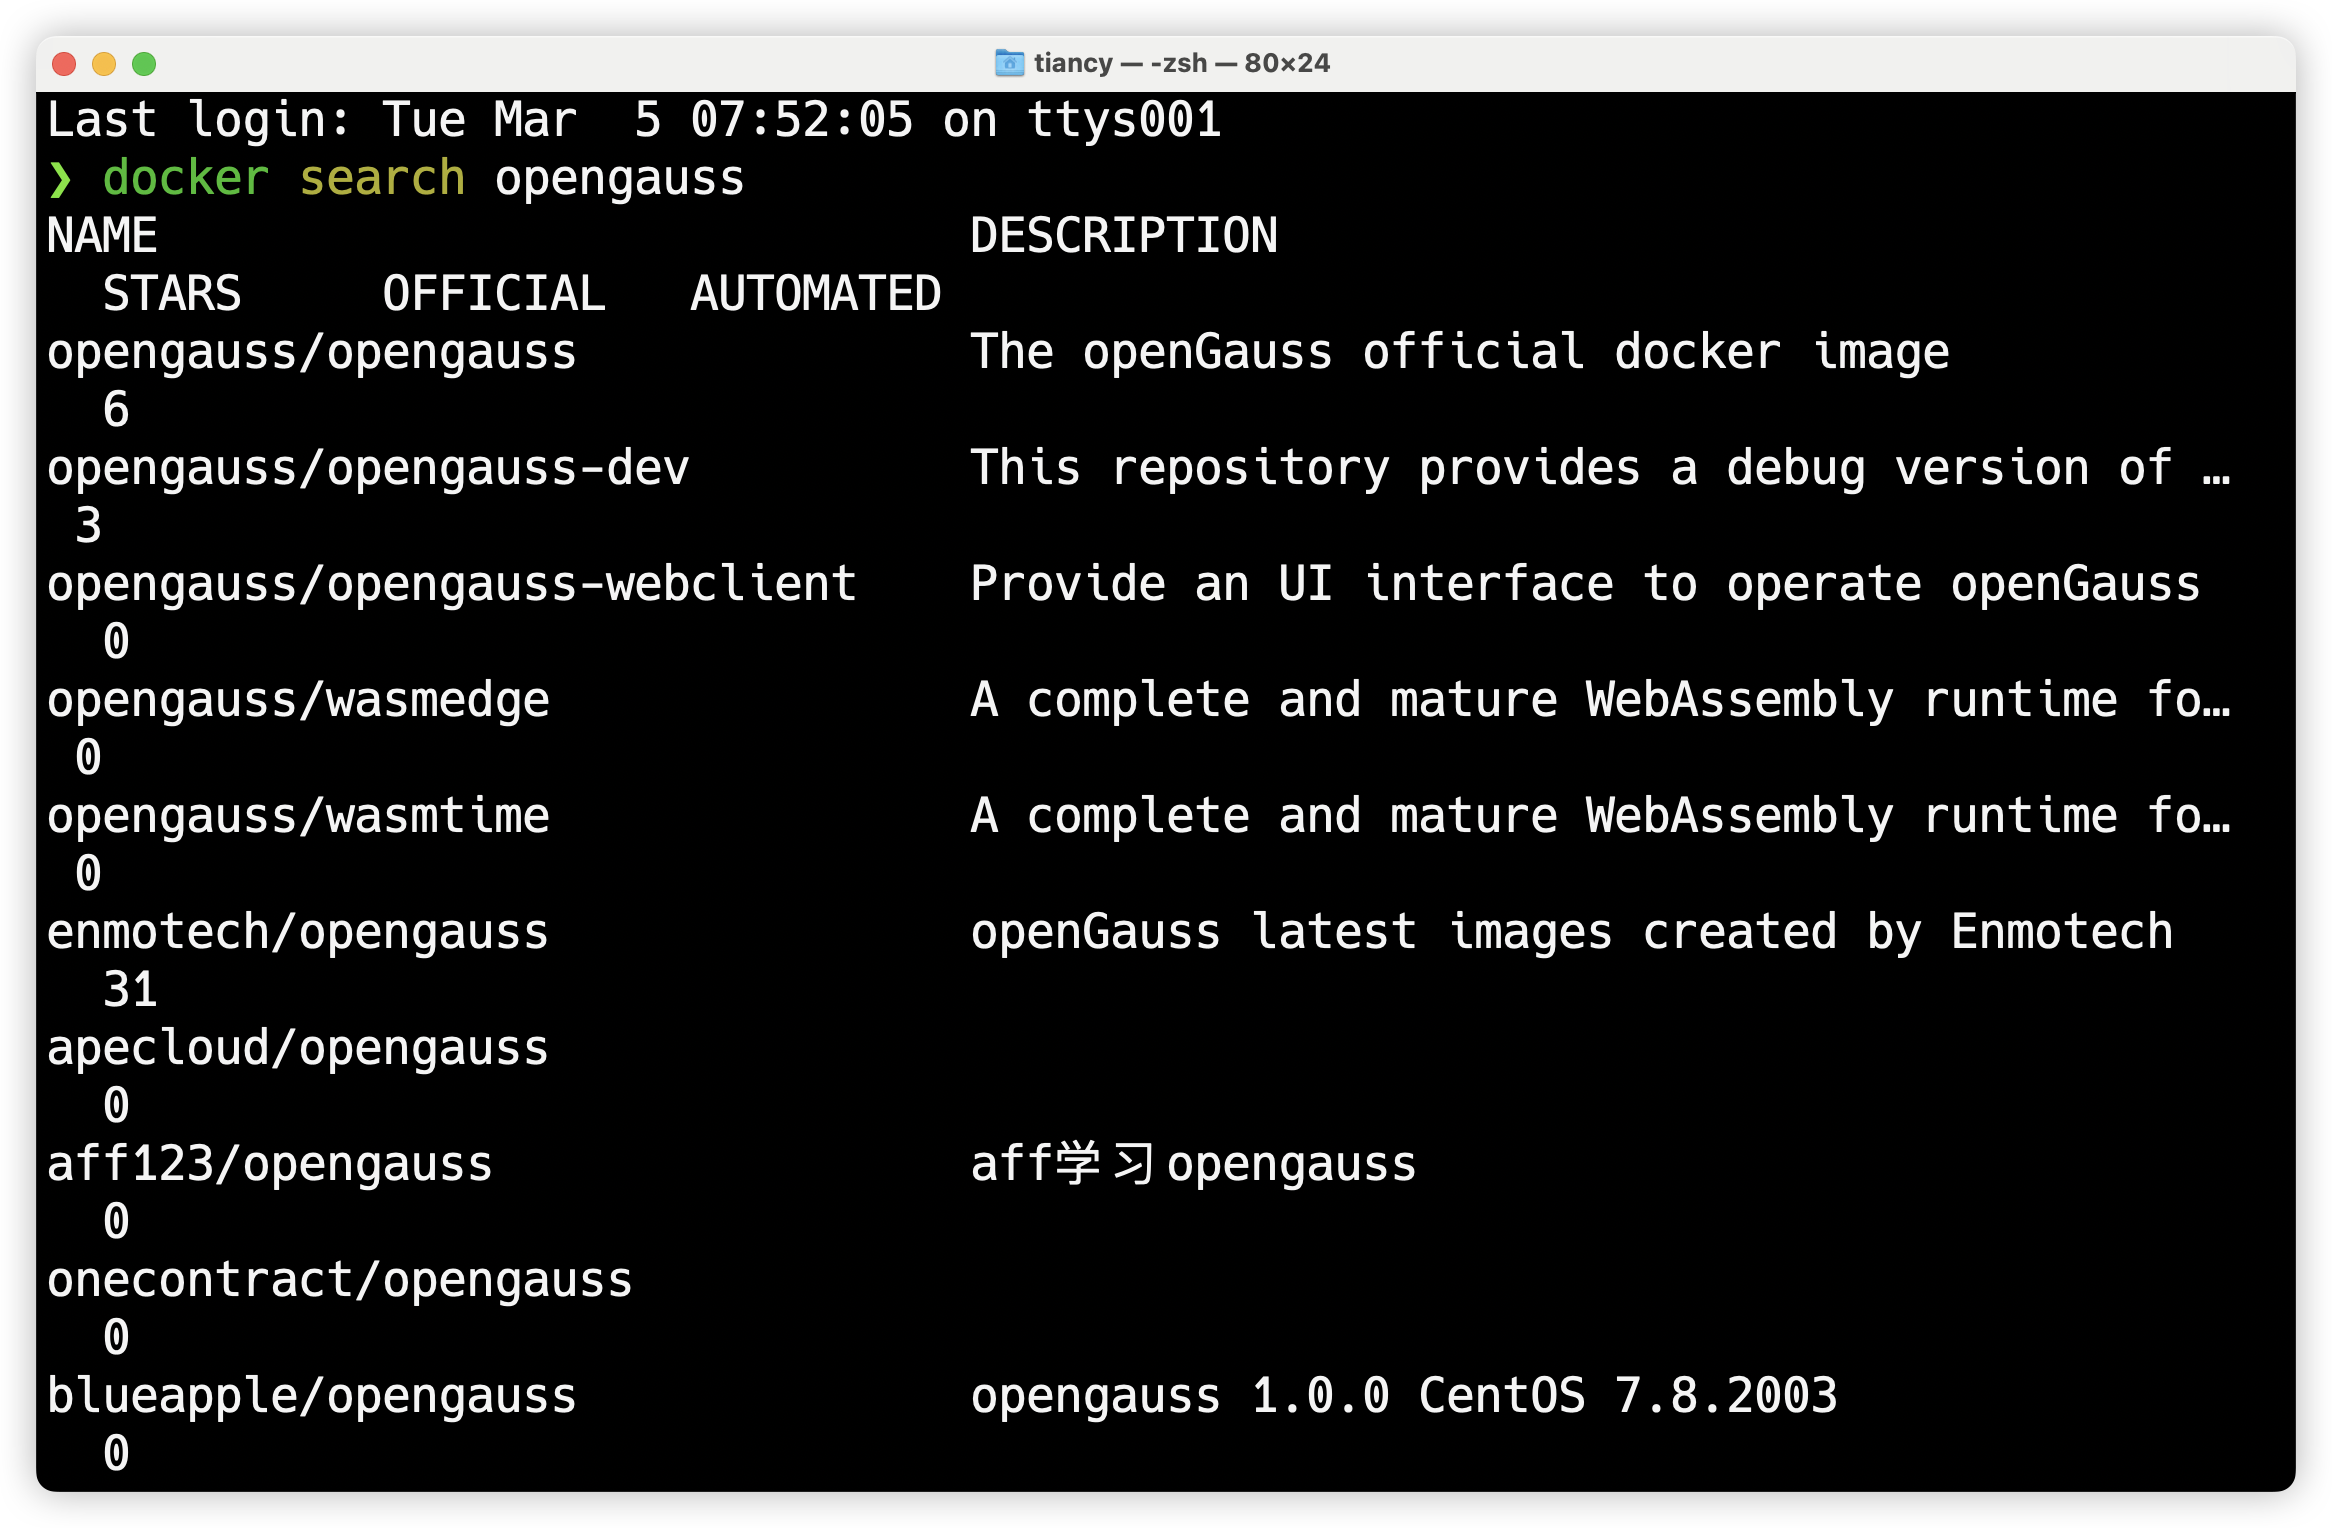 tiancy — -zsh — 80×24
Last login: Tue Mar  5 07:52:05 on ttys001
❯ docker search opengauss
NAME                             DESCRIPTION
  STARS     OFFICIAL   AUTOMATED
opengauss/opengauss              The openGauss official docker image
  6
opengauss/opengauss-dev          This repository provides a debug version of …
 3
opengauss/opengauss-webclient    Provide an UI interface to operate openGauss
  0
opengauss/wasmedge               A complete and mature WebAssembly runtime fo…
 0
opengauss/wasmtime               A complete and mature WebAssembly runtime fo…
 0
enmotech/opengauss               openGauss latest images created by Enmotech
  31
apecloud/opengauss
  0
aff123/opengauss                 aff学习opengauss
  0
onecontract/opengauss
  0
blueapple/opengauss              opengauss 1.0.0 CentOS 7.8.2003
  0